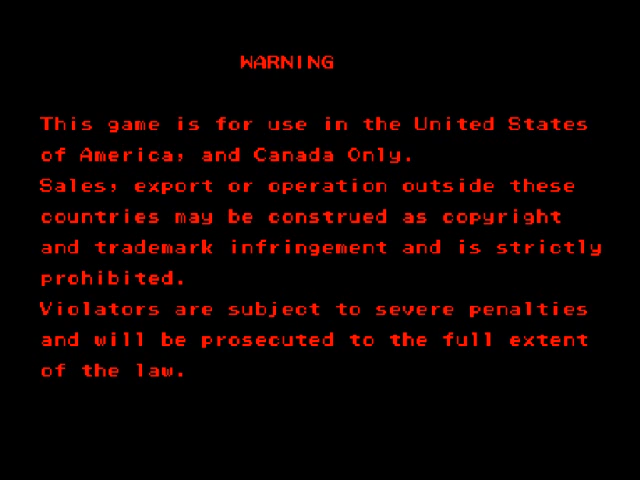 WARNING
This game is for use in the United States
of America, and Canada Only.
Sales, export or operation outside these
countries may be construed as copyright
and trademark infringement and is strictly
prohibited.
Violators are subject to severe penalties
and will be prosecuted to the full extent
of the law.